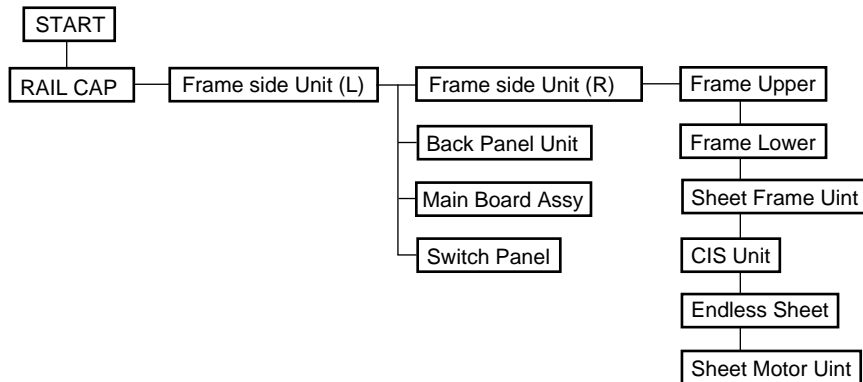 START
RAIL CAP
Frame side Unit (L)
Frame side Unit (R)
Frame Upper
Back Panel Unit
Frame Lower
Main Board Assy
Sheet Frame Uint
Switch Panel
CIS Unit
Endless Sheet
Sheet Motor Uint